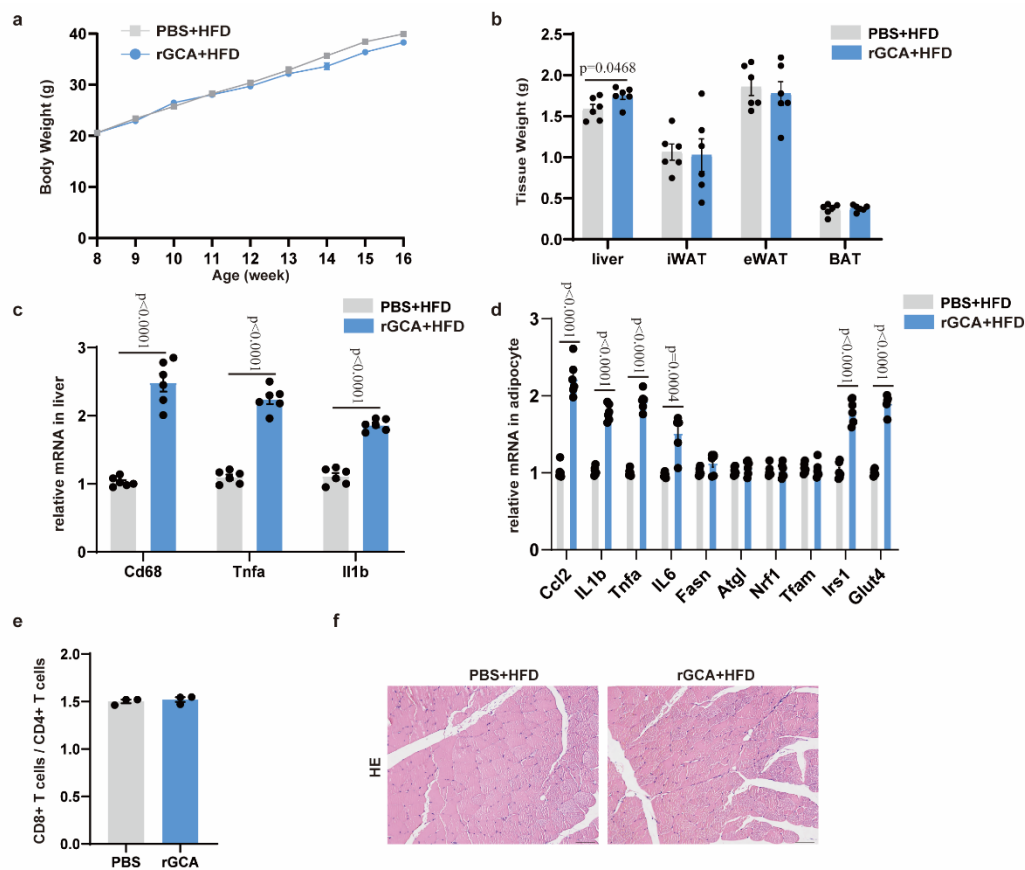 a
PBS+HFD
rGCA+HFD
Body Weight (g)
40
30
20
10
0
8 9 10 11 12 13 14 15 16
Age (week)
b
PBS+HFD
rGCA+HFD
Tissue Weight (g)
2.5
2.0
1.5
1.0
0.5
0.0
p=0.0468
liver iWAT eWAT BAT
c
PBS+HFD
rGCA+HFD
relative mRNA in liver
3
2
1
0
p<0.0001
p<0.0001
p<0.0001
Cd68 Tnfa Il1b
d
PBS+HFD
rGCA+HFD
relative mRNA in adipocyte
3
2
1
0
p<0.0001
p<0.0001
p<0.0001
p=0.0004
p<0.0001
p<0.0001
Ccl2 IL1b Tnfa IL6 Fasn Atgl Nrf1 Tfam Irs1 Glut4
e
CD8+ T cells / CD4+ T cells
2.0
1.5
1.0
0.5
0.0
PBS rGCA
f
PBS+HFD rGCA+HFD
HE